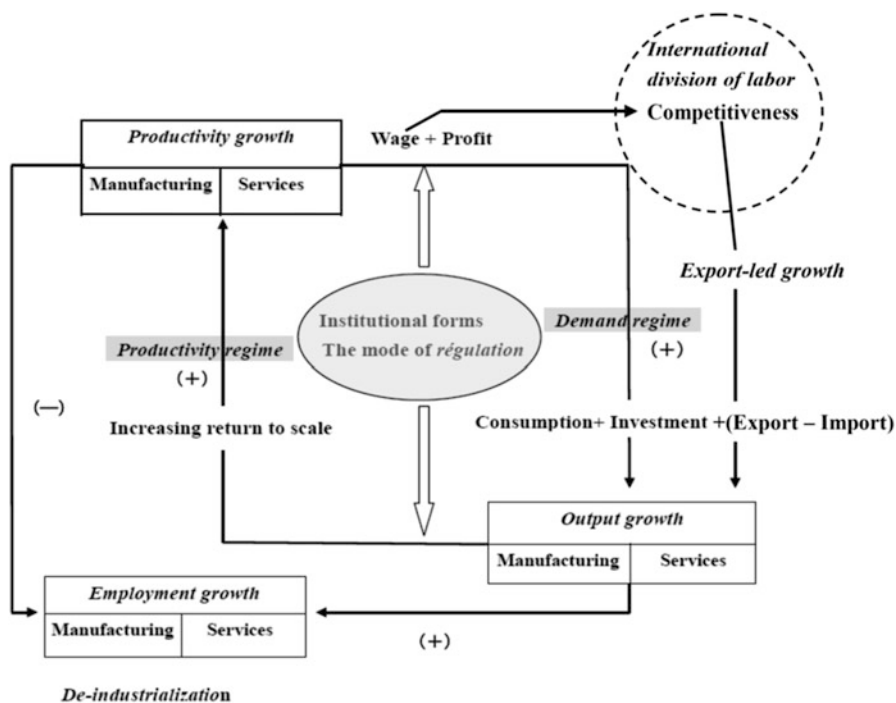 International
division of labor
Competitiveness
Productivity growth
Manufacturing
Services
Wage + Profit
Export-led growth
Institutional forms
The mode of régulation
Demand regime
(+)
Productivity regime
(+)
(—)
Increasing return to scale
Consumption+ Investment +(Export – Import)
Output growth
Manufacturing
Services
Employment growth
Manufacturing
Services
(+)
De-industrialization